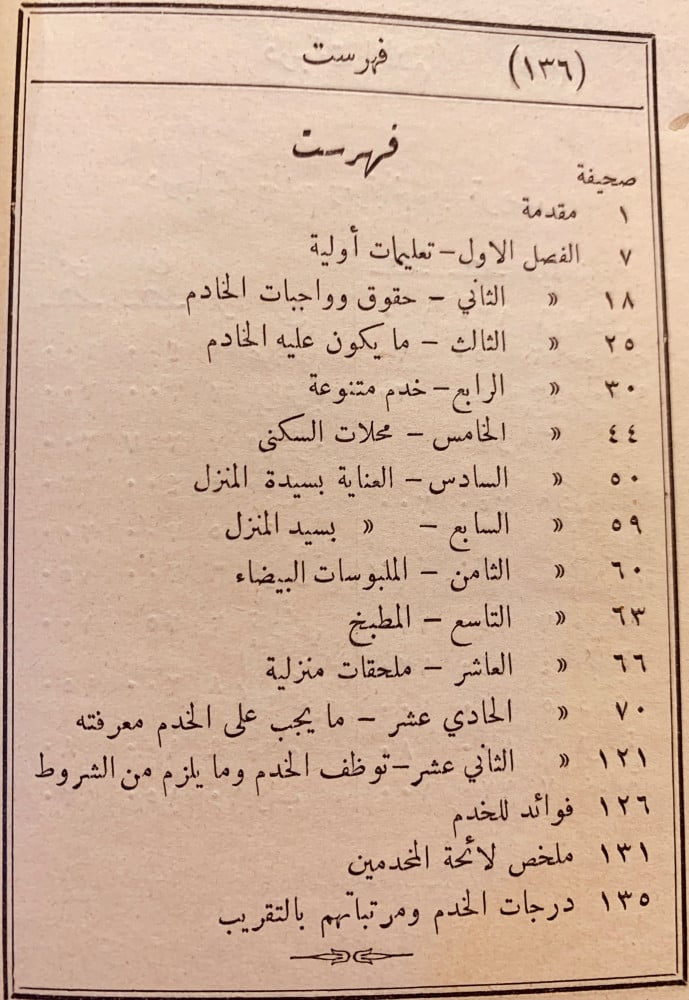 (١٣٦) فهرست
فهرست
صحيفة
١ مقدمة
٧ الفصل الاول — تعليمات أولية
١٨ » الثاني — حقوق وواجبات الخادم
٢٥ » الثالث — ما يكون عليه الخادم
٣٠ » الرابع — خدم متنوعة
٤٤ » الخامس — محلات السكنى
٥٠ » السادس — العناية بسيدة المنزل
٥٩ » السابع — » بسيد المنزل
٦٠ » الثامن — الملبوسات البيضاء
٦٣ » التاسع — المطبخ
٦٦ » العاشر — ملحقات منزلية
٧٠ » الحادي عشر — ما يجب على الخدم معرفته
١٢١ » الثاني عشر — توظف الخدم وما يلزم من الشروط
١٢٦ فوائد للخدم
١٣١ ملخص لائحة المخدمين
١٣٥ درجات الخدم ومرتباتهم بالتقريب